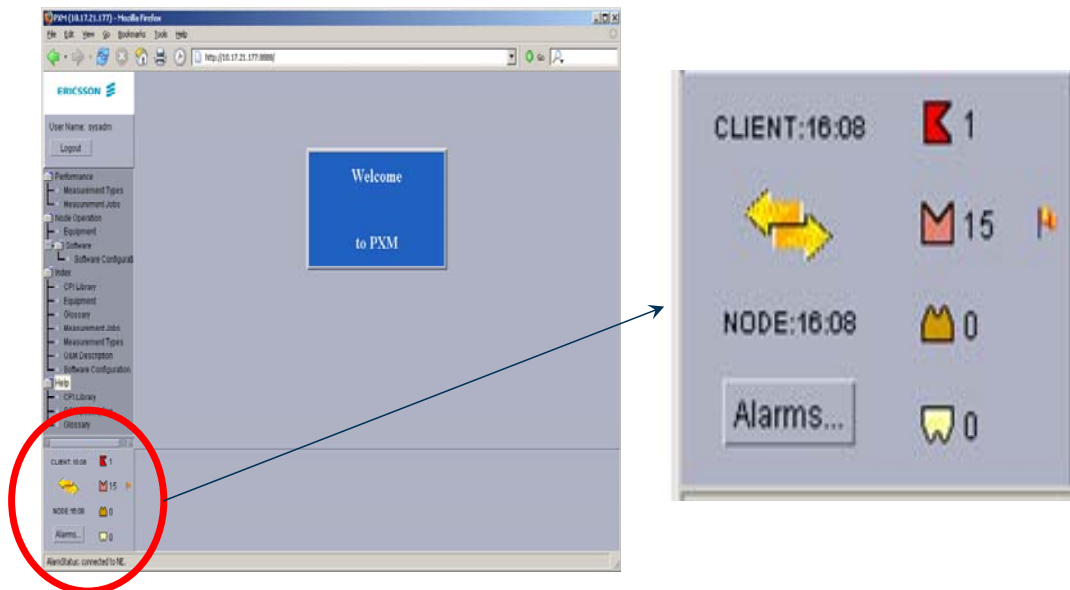 PXM (10.17.21.177) - Mozilla Firefox
File Edit View Go Bookmarks Tools Help
http://10.17.21.177:8988/
Go
ERICSSON
User Name: sysadm
Logout
Performance
Measurement Types
Measurement Jobs
Node Operation
Equipment
Software
Software Configurati
Index
CPI Library
Equipment
Glossary
Measurement Jobs
Measurement Types
O&M Description
Software Configuration
Help
CPI Library
Glossary
Welcome
to PXM
CLIENT:16:08 1
15
NODE:16:08 0
Alarms... 0
AlarmStatus: connected to NE.
CLIENT:16:08 1
15
NODE:16:08 0
Alarms... 0